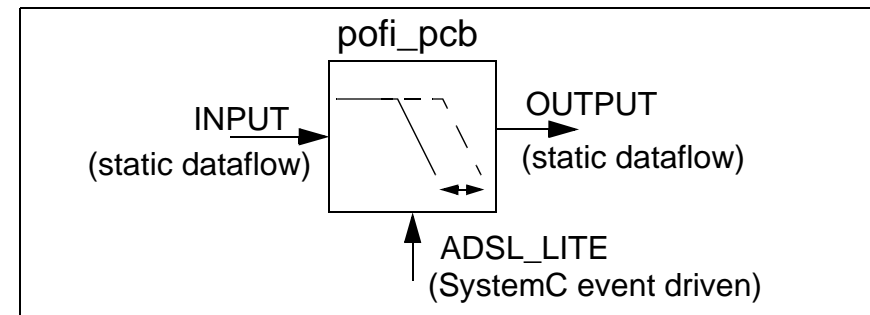 pofi_pcb
INPUT
(static dataflow)
OUTPUT
(static dataflow)
ADSL_LITE
(SystemC event driven)